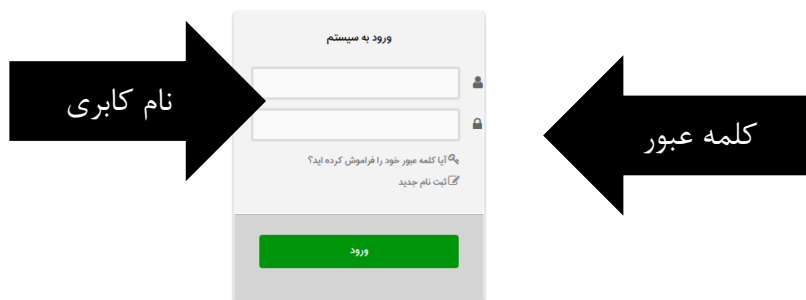 ورود به سیستم
نام کابری
کلمه عبور
آیا کلمه عبور خود را فراموش کرده اید؟
ثبت نام جدید
ورود